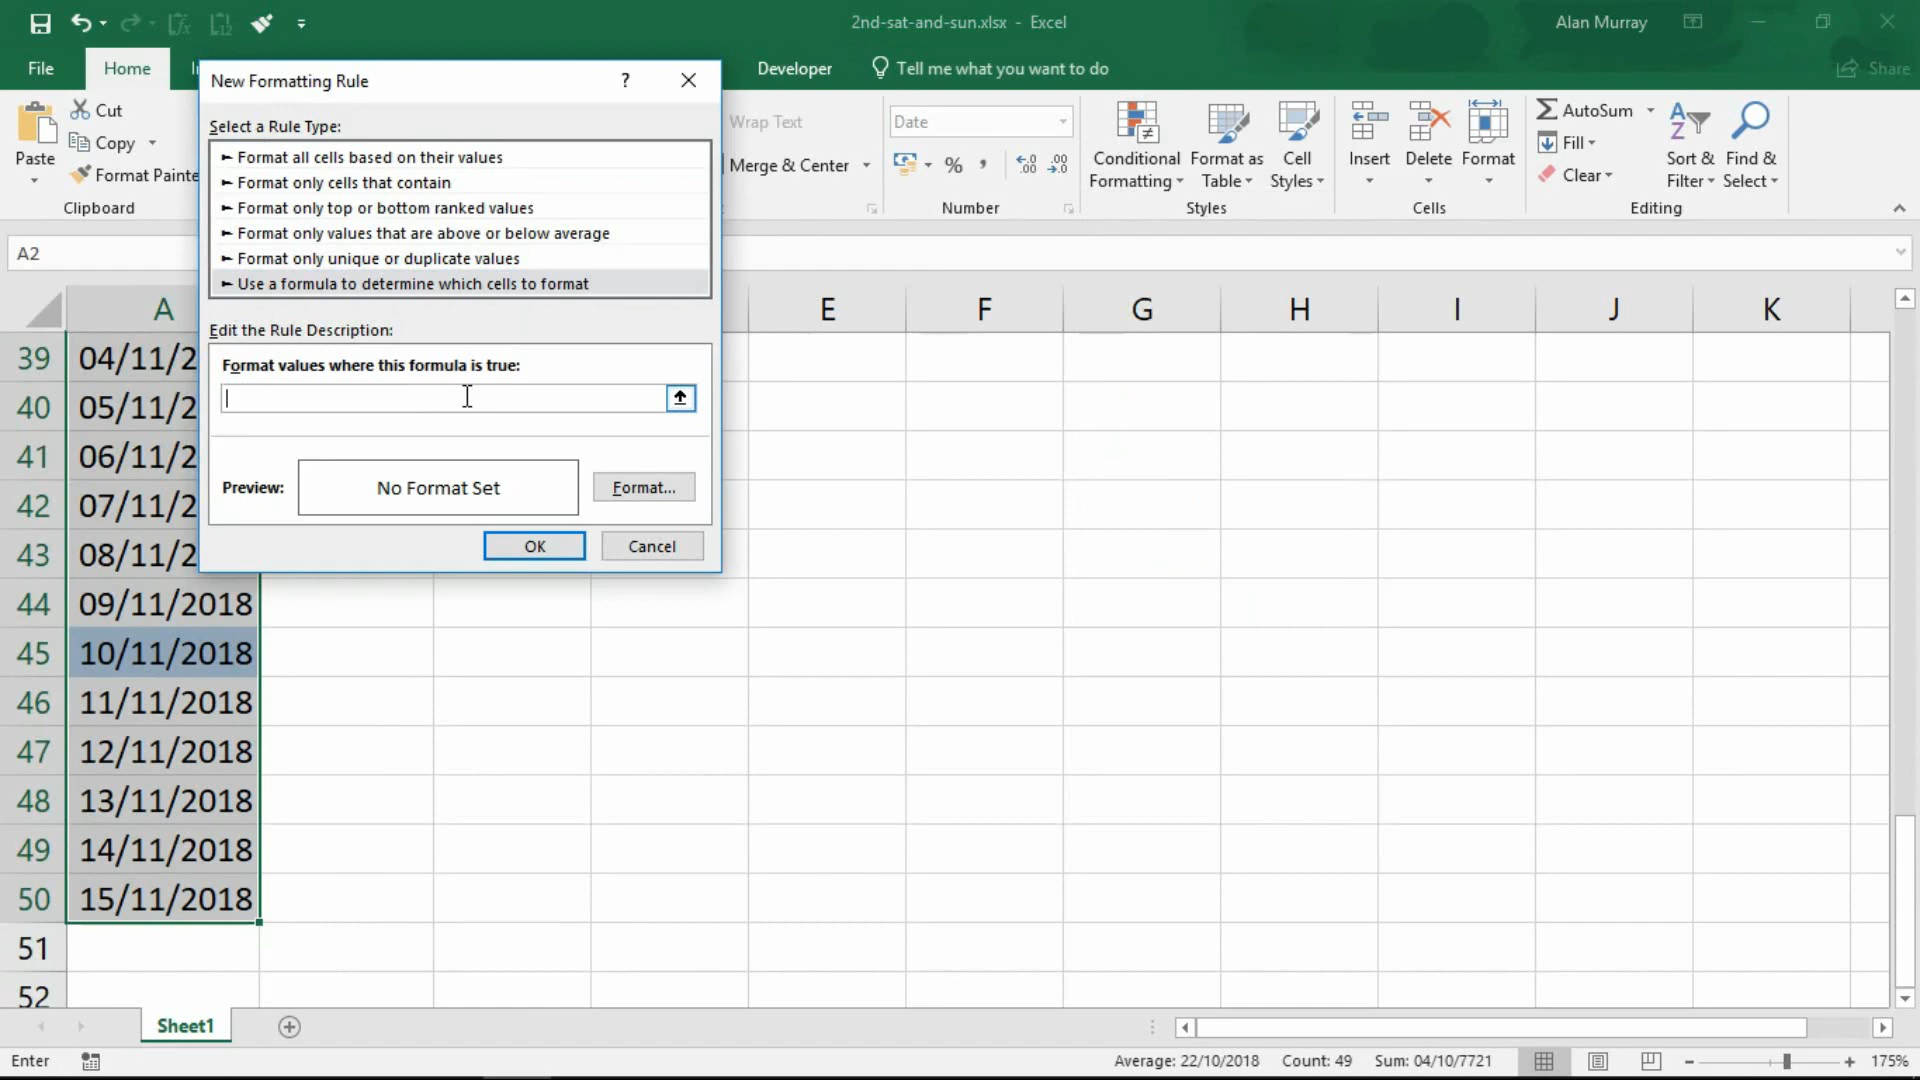 2nd-sat-and-sun.xlsx - Excel
Alan Murray
File
Home
Developer
Tell me what you want to do
Share
Cut
Copy
Format Painte
Paste
Clipboard
Wrap Text
Merge & Center
Date
Number
Conditional Formatting
Format as Table
Cell Styles
Styles
Insert
Delete
Format
Cells
AutoSum
Fill
Clear
Sort & Filter
Find & Select
Editing
A2
New Formatting Rule
?
Select a Rule Type:
► Format all cells based on their values
► Format only cells that contain
► Format only top or bottom ranked values
► Format only values that are above or below average
► Format only unique or duplicate values
► Use a formula to determine which cells to format
Edit the Rule Description:
Format values where this formula is true:
Preview:
No Format Set
Format...
OK
Cancel
A E F G H I J K
39 04/11/2
40 05/11/2
41 06/11/2
42 07/11/2
43 08/11/2
44 09/11/2018
45 10/11/2018
46 11/11/2018
47 12/11/2018
48 13/11/2018
49 14/11/2018
50 15/11/2018
51
52
Sheet1
Enter
Average: 22/10/2018 Count: 49 Sum: 04/10/7721
175%